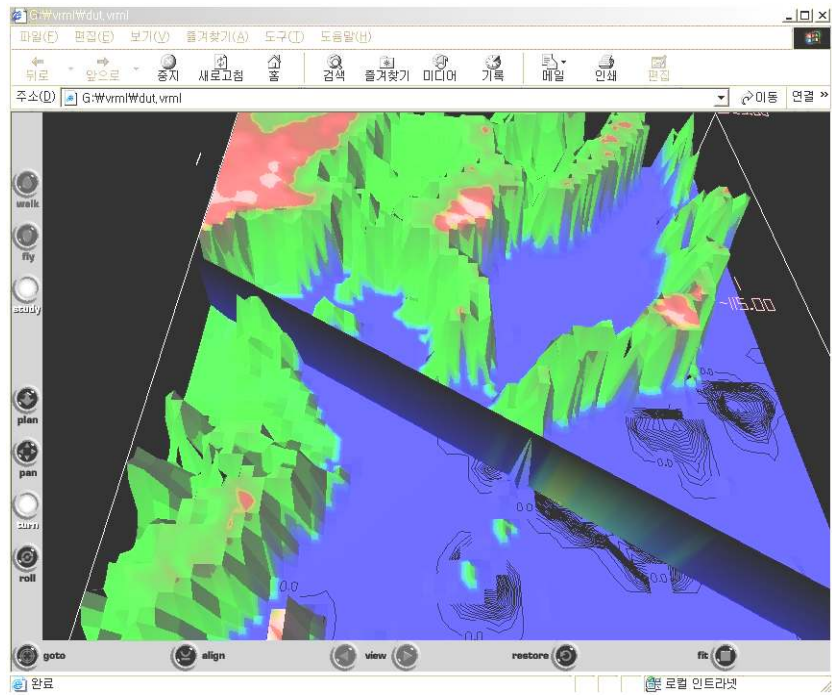 G:₩vrml₩dut,vrml
파일(F) 편집(E) 보기(V) 즐겨찾기(A) 도구(T) 도움말(H)
뒤로 앞으로 중지 새로고침 홈 검색 즐겨찾기 미디어 기록 메일 인쇄 편집
주소(D) G:₩vrml₩dut,vrml 이동 연결 »
walk
fly
study
plan
pan
turn
roll
-115.00
0.0
0.0
0.0
0.0
0.0
goto align view restore fit
완료 로컬 인트라넷